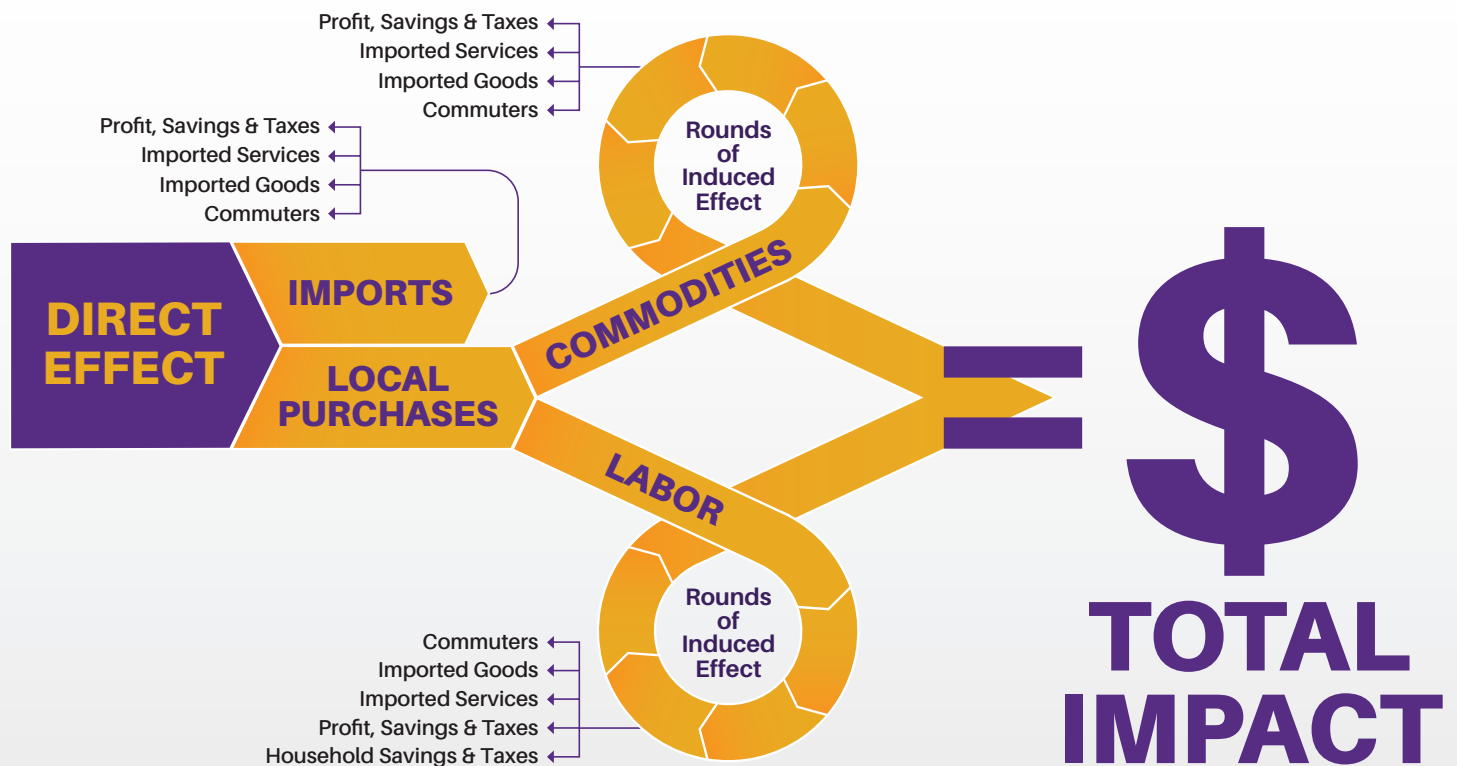 Profit, Savings & Taxes
Imported Services
Imported Goods
Commuters
Profit, Savings & Taxes
Imported Services
Imported Goods
Commuters
DIRECT
EFFECT
IMPORTS
LOCAL
PURCHASES
COMMODITIES
Rounds
of
Induced
Effect
LABOR
Rounds
of
Induced
Effect
Commuters
Imported Goods
Imported Services
Profit, Savings & Taxes
Household Savings & Taxes
=
$
TOTAL
IMPACT